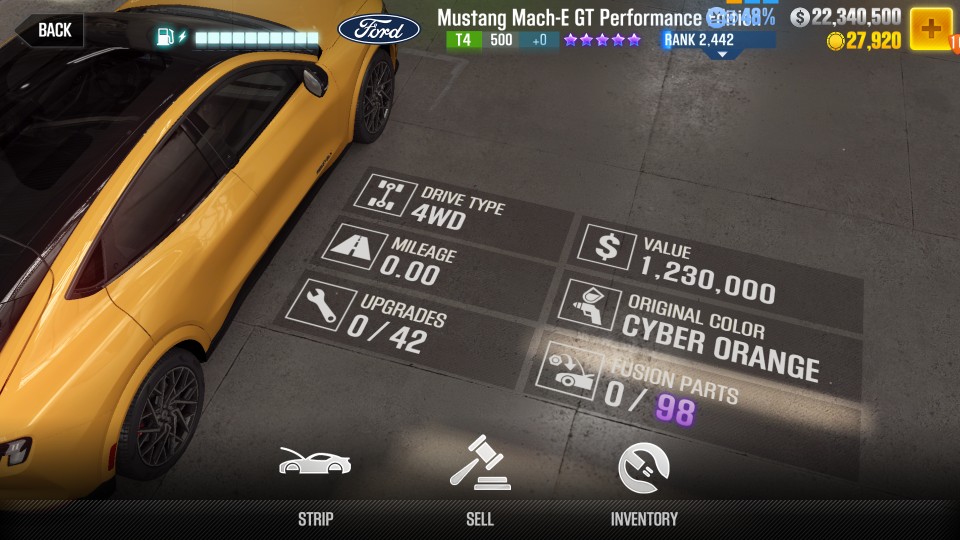 BACK
Ford
Mustang Mach-E GT Performance
T4 500 +0
RANK 2,442
22,340,500
27,920
DRIVE TYPE
4WD
MILEAGE
0.00
UPGRADES
0/42
VALUE
1,230,000
ORIGINAL COLOR
CYBER ORANGE
FUSION PARTS
0/98
STRIP
SELL
INVENTORY